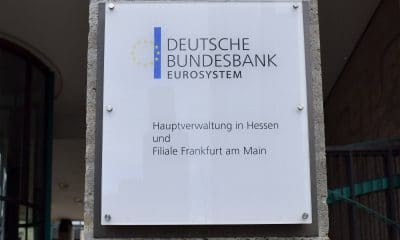 DEUTSCHE
BUNDESBANK
EUROSYSTEM
Hauptverwaltung in Hessen
und
Filiale Frankfurt am Main